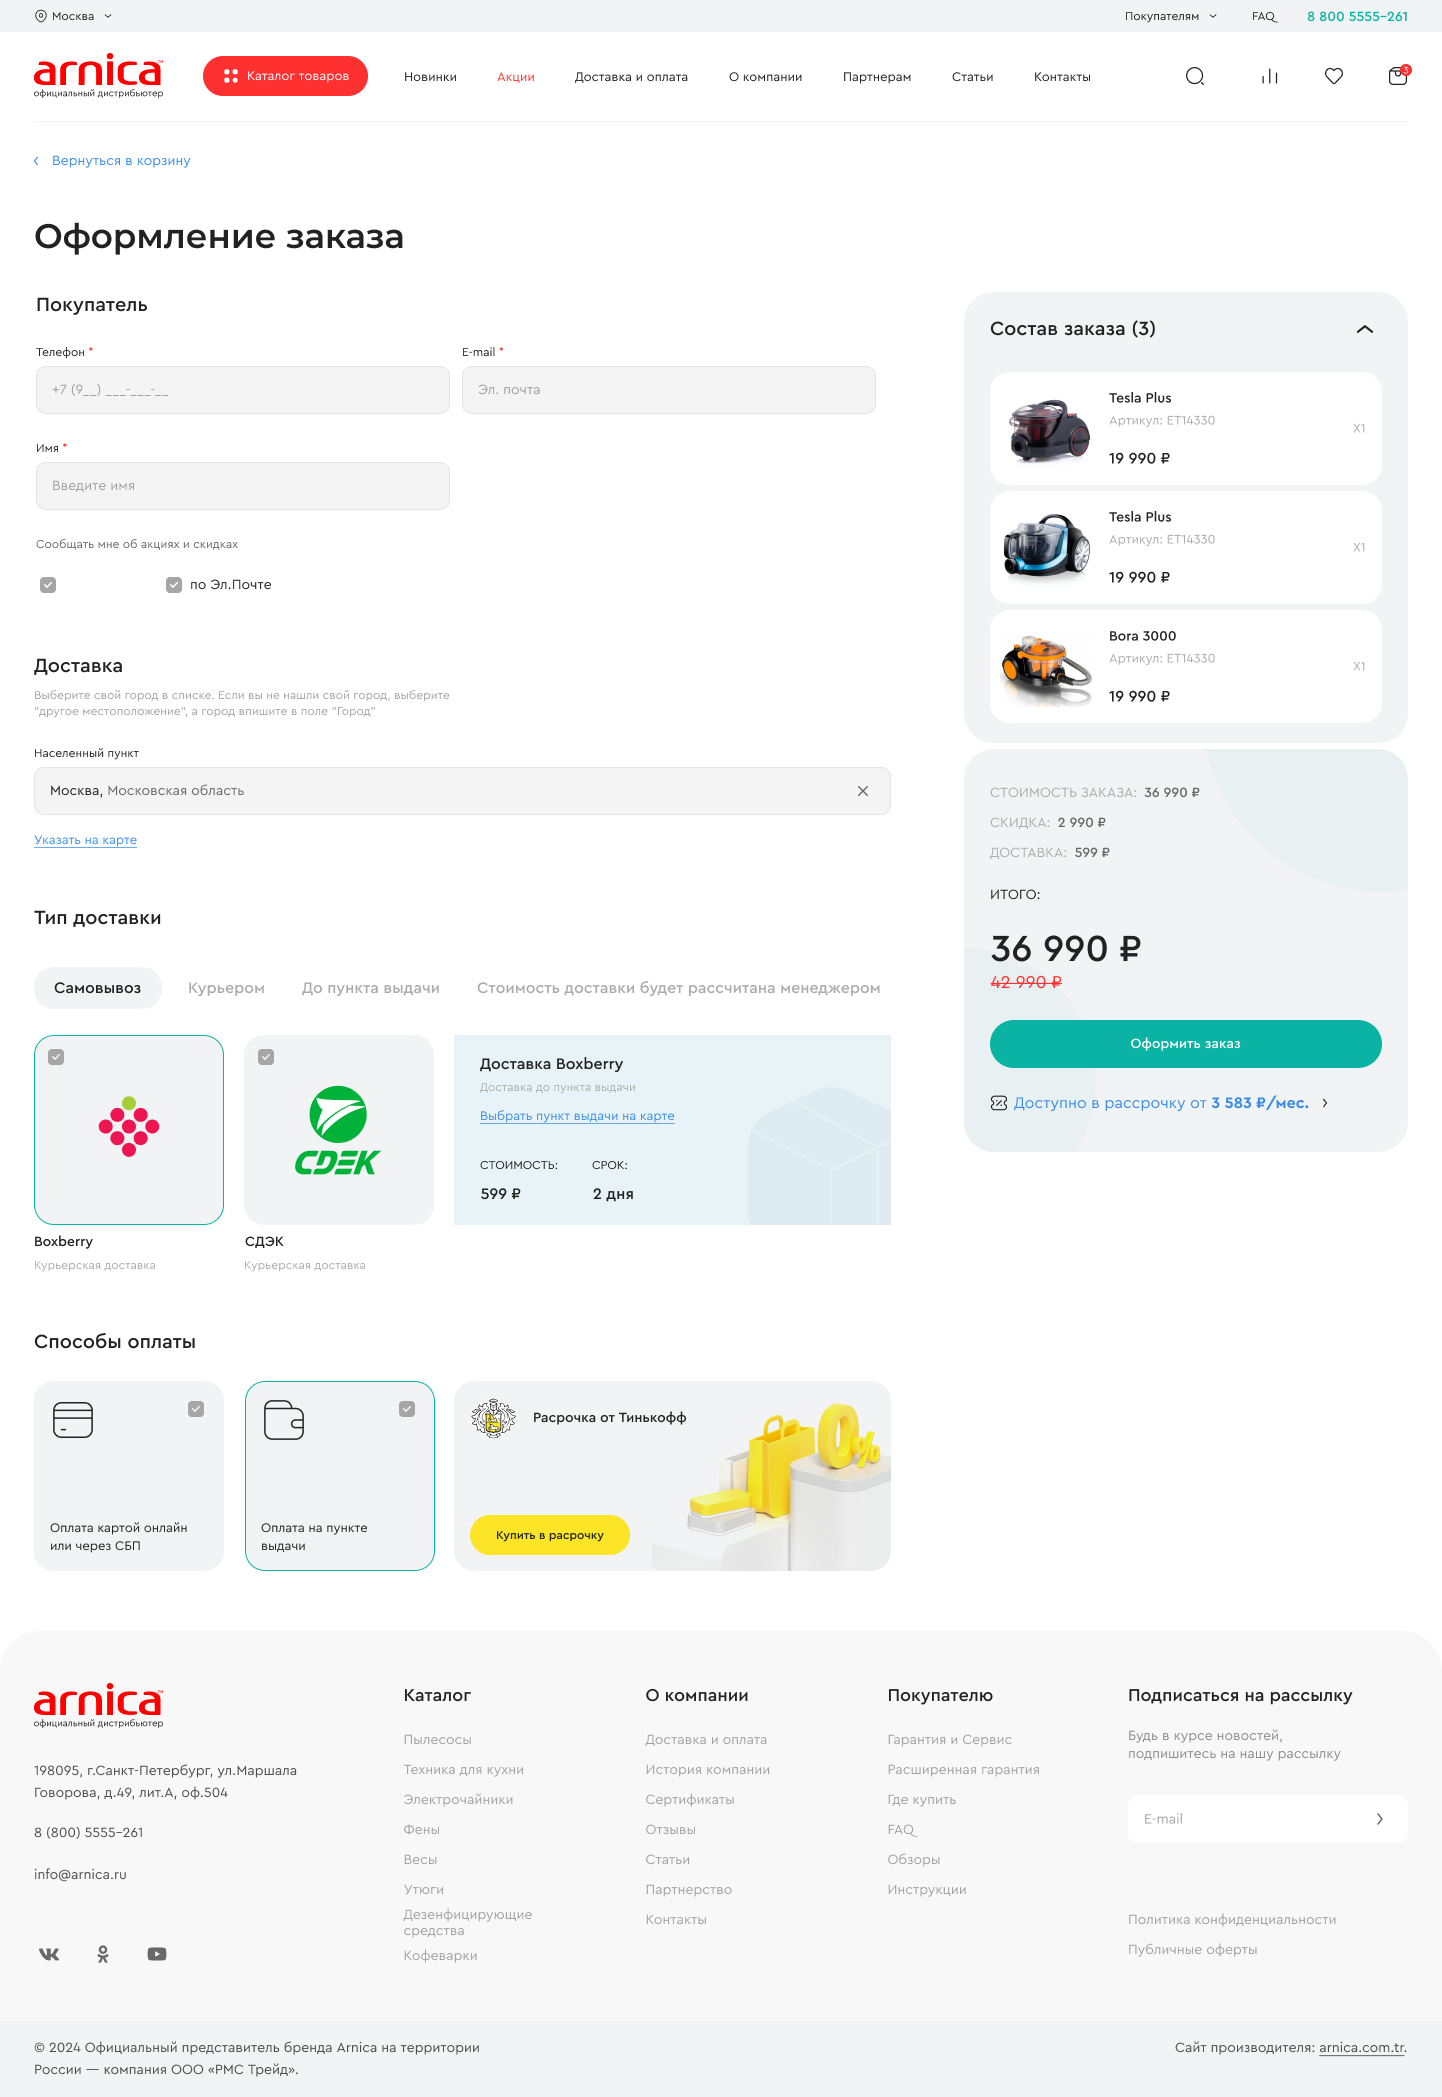 Москва
Покупателям
FAQ
8 800 5555-261
arnica™
официальный дистрибьютер
Каталог товаров
Новинки
Акции
Доставка и оплата
О компании
Партнерам
Статьи
Контакты
3
Вернуться в корзину
Оформление заказа
Покупатель
Телефон *
E-mail *
+7 (9__) ___-___-__
Эл. почта
Имя *
Введите имя
Сообщать мне об акциях и скидках
по Эл.Почте
Доставка
Выберите свой город в списке. Если вы не нашли свой город, выберите
"другое местоположение", а город впишите в поле "Город"
Населенный пункт
Москва, Московская область
Указать на карте
Тип доставки
Самовывоз
Курьером
До пункта выдачи
Стоимость доставки будет рассчитана менеджером
CDEK
Boxberry
Курьерская доставка
СДЭК
Курьерская доставка
Доставка Boxberry
Доставка до пункта выдачи
Выбрать пункт выдачи на карте
СТОИМОСТЬ:
СРОК:
599 ₽
2 дня
Способы оплаты
Оплата картой онлайн
или через СБП
Оплата на пункте
выдачи
Расрочка от Тинькофф
0%
Купить в расрочку
Состав заказа (3)
Tesla Plus
Артикул: ET14330
X1
19 990 ₽
Tesla Plus
Артикул: ET14330
X1
19 990 ₽
Bora 3000
Артикул: ET14330
X1
19 990 ₽
СТОИМОСТЬ ЗАКАЗА: 36 990 ₽
СКИДКА: 2 990 ₽
ДОСТАВКА: 599 ₽
ИТОГО:
36 990 ₽
42 990 ₽
Оформить заказ
Доступно в рассрочку от 3 583 ₽/мес.
arnica™
официальный дистрибьютер
198095, г.Санкт-Петербург, ул.Маршала
Говорова, д.49, лит.А, оф.504
8 (800) 5555-261
info@arnica.ru
Каталог
Пылесосы
Техника для кухни
Электрочайники
Фены
Весы
Утюги
Дезенфицирующие
средства
Кофеварки
О компании
Доставка и оплата
История компании
Сертификаты
Отзывы
Статьи
Партнерство
Контакты
Покупателю
Гарантия и Сервис
Расширенная гарантия
Где купить
FAQ
Обзоры
Инструкции
Подписаться на рассылку
Будь в курсе новостей,
подпишитесь на нашу рассылку
E-mail
Политика конфиденциальности
Публичные оферты
© 2024 Официальный представитель бренда Arnica на территории
России — компания ООО «РМС Трейд».
Сайт производителя: arnica.com.tr.